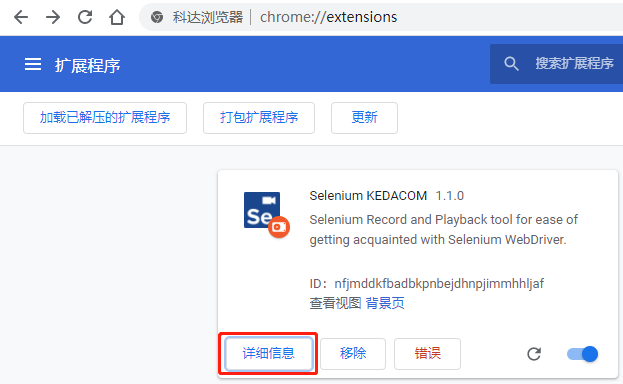 科达浏览器 | chrome://extensions
扩展程序
搜索扩展程序
加载已解压的扩展程序 打包扩展程序 更新
Se
Selenium KEDACOM 1.1.0
Selenium Record and Playback tool for ease of
getting acquainted with Selenium WebDriver.
ID：nfjmddkfbadbkpnbejdhnpjimmhhljaf
查看视图 背景页
详细信息 移除 错误